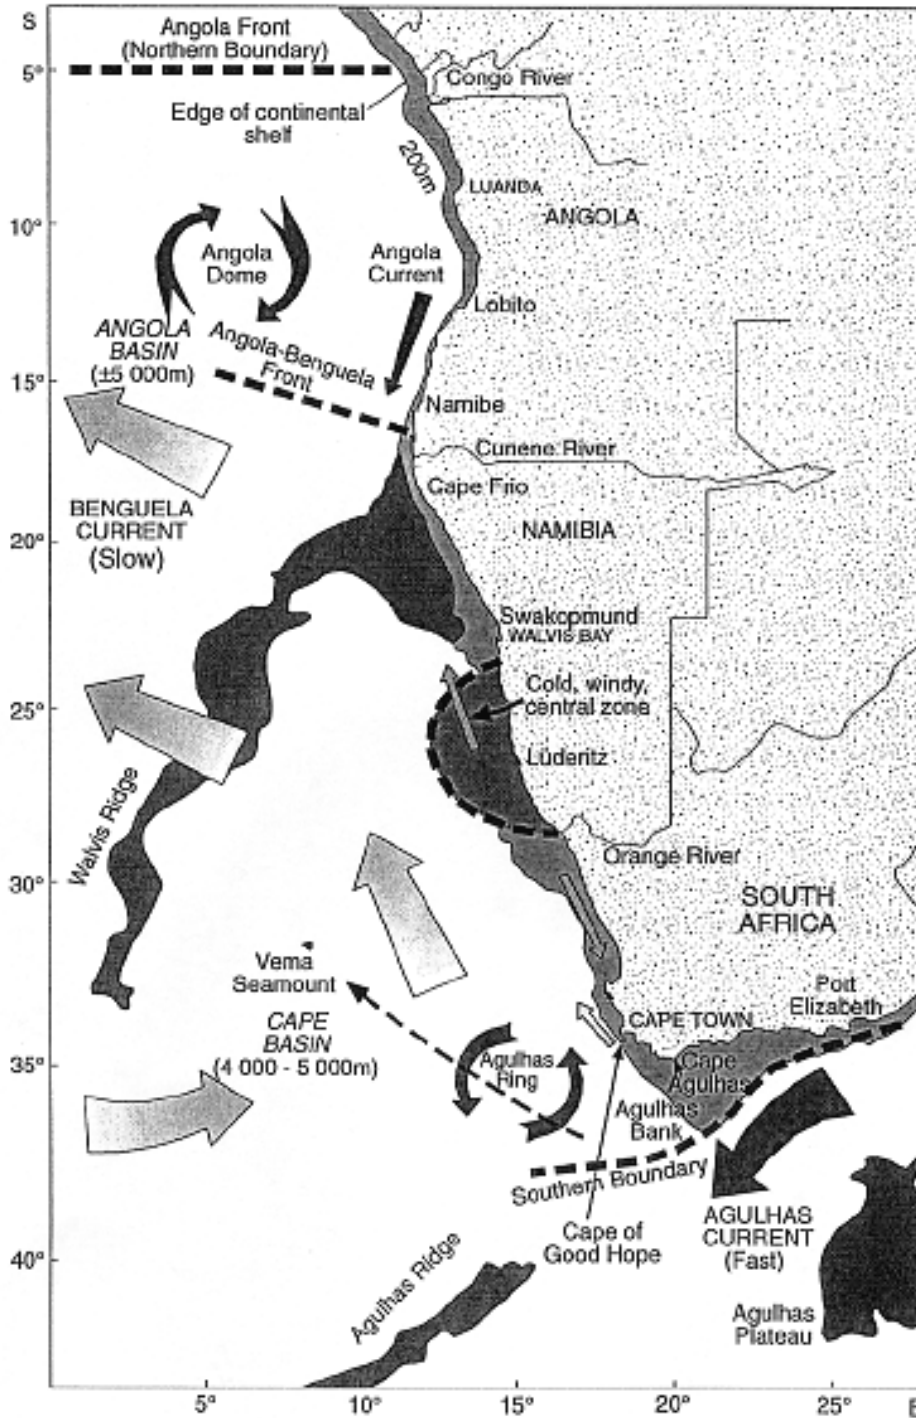 S
Angola Front
(Northern Boundary)
5°
Congo River
Edge of continental
shelf
200m
LUANDA
ANGOLA
10°
Angola
Dome
Angola
Current
Lobito
ANGOLA
BASIN
(±5 000m)
Angola-Benguela
Front
15°
Namibe
Cunene River
Cape Frio
BENGUELA
CURRENT
(Slow)
NAMIBIA
20°
Swakopmund
WALVIS BAY
Cold, windy,
central zone
25°
Lüderitz
Walvis Ridge
Orange River
30°
SOUTH
AFRICA
Vema
Seamount
Port
Elizabeth
CAPE TOWN
CAPE
BASIN
(4 000 - 5 000m)
35°
Agulhas
Ring
Cape
Agulhas
Agulhas
Bank
Southern Boundary
AGULHAS
CURRENT
(Fast)
Cape of
Good Hope
40°
Agulhas Ridge
Agulhas
Plateau
5°
10°
15°
20°
25°
E